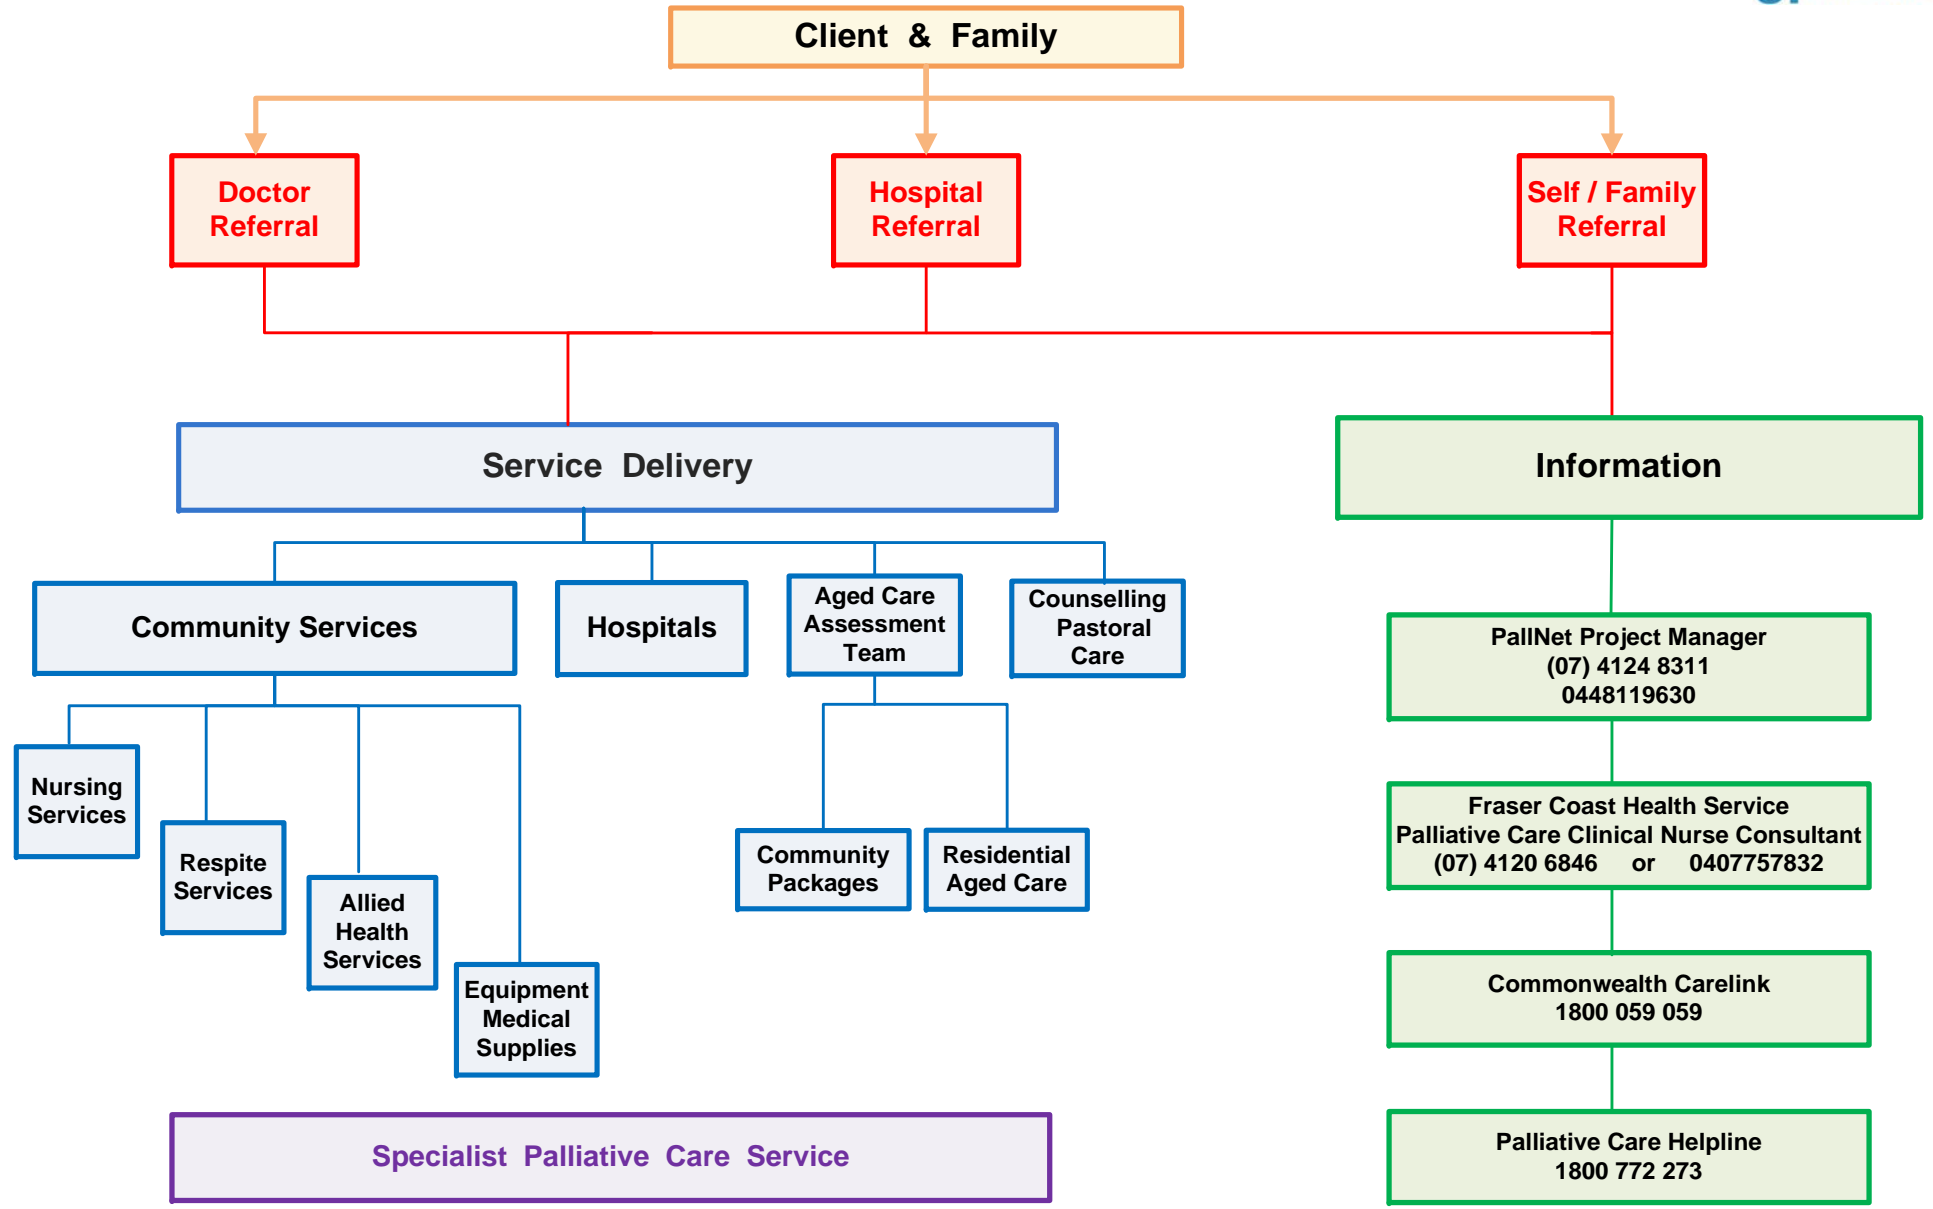 Client & Family
Doctor
Referral
Hospital
Referral
Self / Family
Referral
Service Delivery
Information
Community Services
Hospitals
Aged Care
Assessment
Team
Counselling
Pastoral
Care
PallNet Project Manager
(07) 4124 8311
0448119630
Nursing
Services
Respite
Services
Allied
Health
Services
Equipment
Medical
Supplies
Community
Packages
Residential
Aged Care
Fraser Coast Health Service
Palliative Care Clinical Nurse Consultant
(07) 4120 6846 or 0407757832
Commonwealth Carelink
1800 059 059
Specialist Palliative Care Service
Palliative Care Helpline
1800 772 273